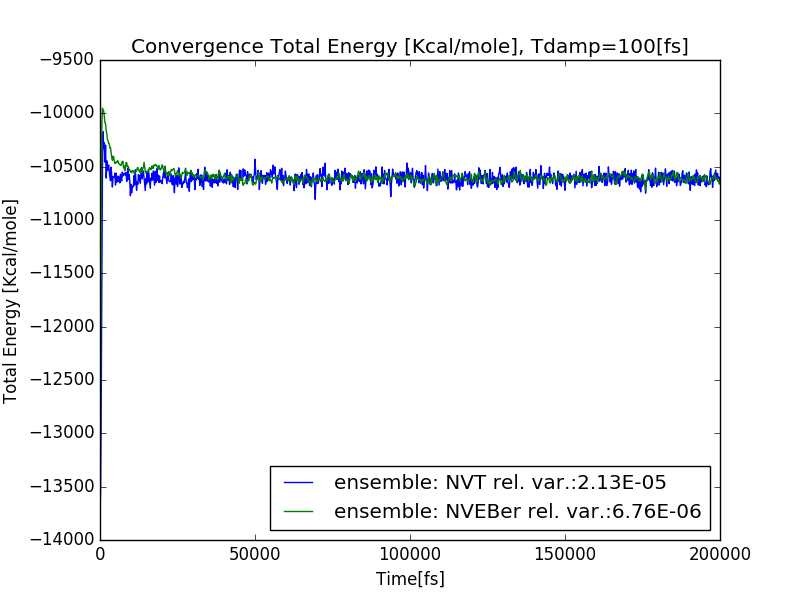 Convergence Total Energy [Kcal/mole], Tdamp=100[fs]
Total Energy [Kcal/mole]
−9500
−10000
−10500
−11000
−11500
−12000
−12500
−13000
−13500
−14000
ensemble: NVT rel. var.:2.13E-05
ensemble: NVEBer rel. var.:6.76E-06
0 50000 100000 150000 200000
Time[fs]